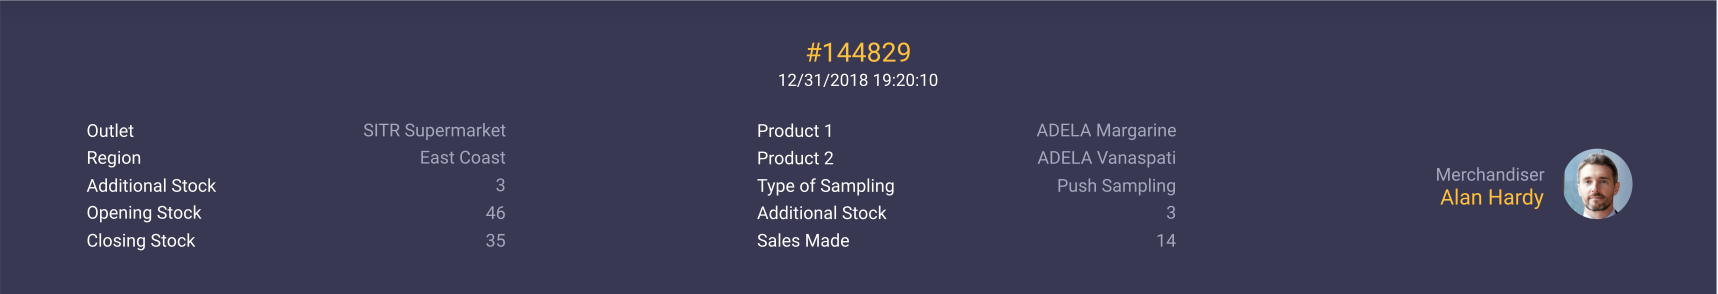 #144829
12/31/2018 19:20:10
Outlet SITR Supermarket
Region East Coast
Additional Stock 3
Opening Stock 46
Closing Stock 35
Product 1 ADELA Margarine
Product 2 ADELA Vanaspati
Type of Sampling Push Sampling
Additional Stock 3
Sales Made 14
Merchandiser
Alan Hardy